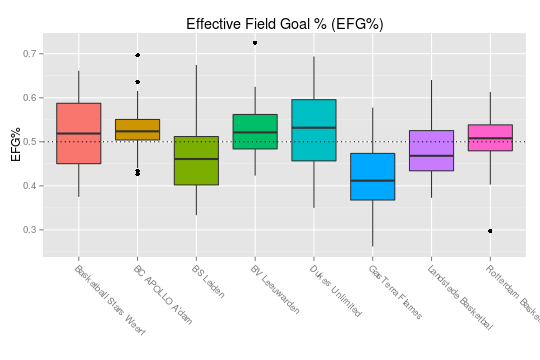 Effective Field Goal % (EFG%)
EFG%
0.7
0.6
0.5
0.4
0.3
Basketball Stars Weert
BC APOLLO A'dam
BS Leiden
BV Leeuwarden
Dukes Unlimited
GasTerra Flames
Landstede Basketbal
Rotterdam Baske